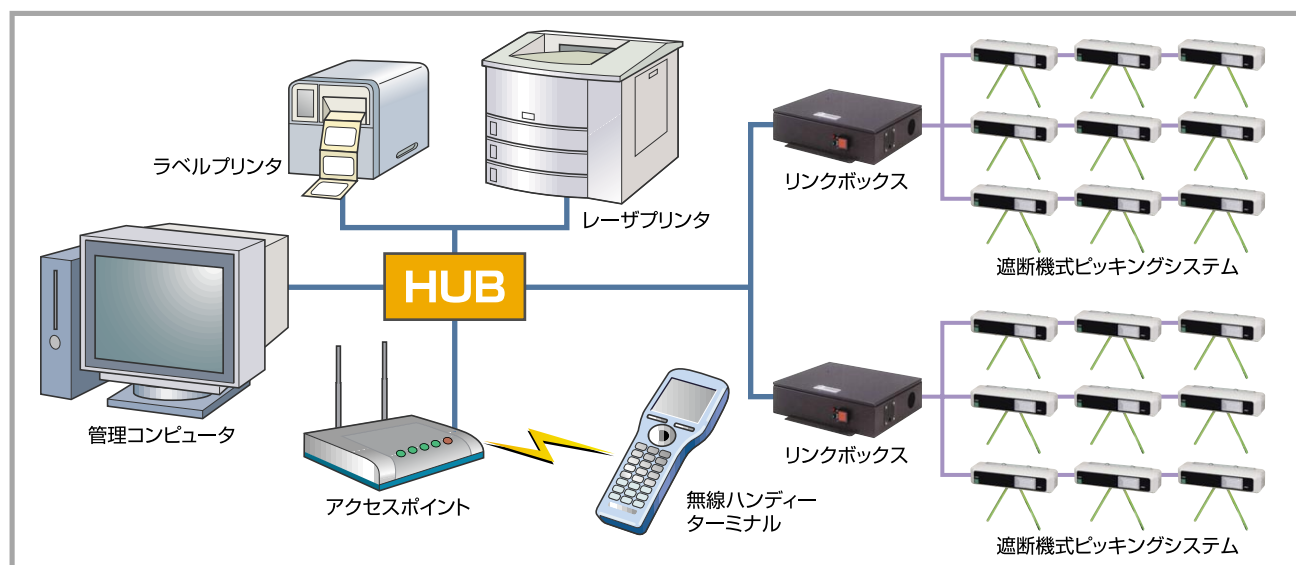 ラベルプリンタ
レーザプリンタ
リンクボックス
遮断機式ピッキングシステム
HUB
管理コンピュータ
アクセスポイント
無線ハンディー
ターミナル
リンクボックス
遮断機式ピッキングシステム